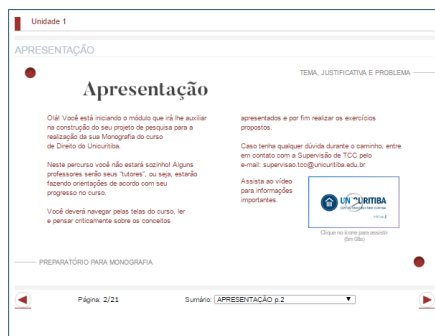 Unidade 1
APRESENTAÇÃO
TEMA, JUSTIFICATIVA E PROBLEMA
Apresentação
Olá! Você está iniciando o módulo que irá lhe auxiliar
na construção do seu projeto de pesquisa para a
realização da sua Monografia do curso
de Direito do Unicuritiba.
Neste percurso você não estará sozinho! Alguns
professores serão seus "tutores", ou seja, estarão
fazendo orientações de acordo com seu
progresso no curso.
Você deverá navegar pelas telas do curso, ler
e pensar criticamente sobre os conceitos
apresentados e por fim realizar os exercícios
propostos.
Caso tenha qualquer dúvida durante o caminho, entre
em contato com a Supervisão de TCC pelo
e-mail: supervisao.tcc@unicuritiba.edu.br
Assista ao vídeo
para informações
importantes.
UNICURITIBA
Clique no ícone para assistir
(5m 08s)
PREPARATÓRIO PARA MONOGRAFIA
Página: 2/21
Sumário: APRESENTAÇÃO p.2